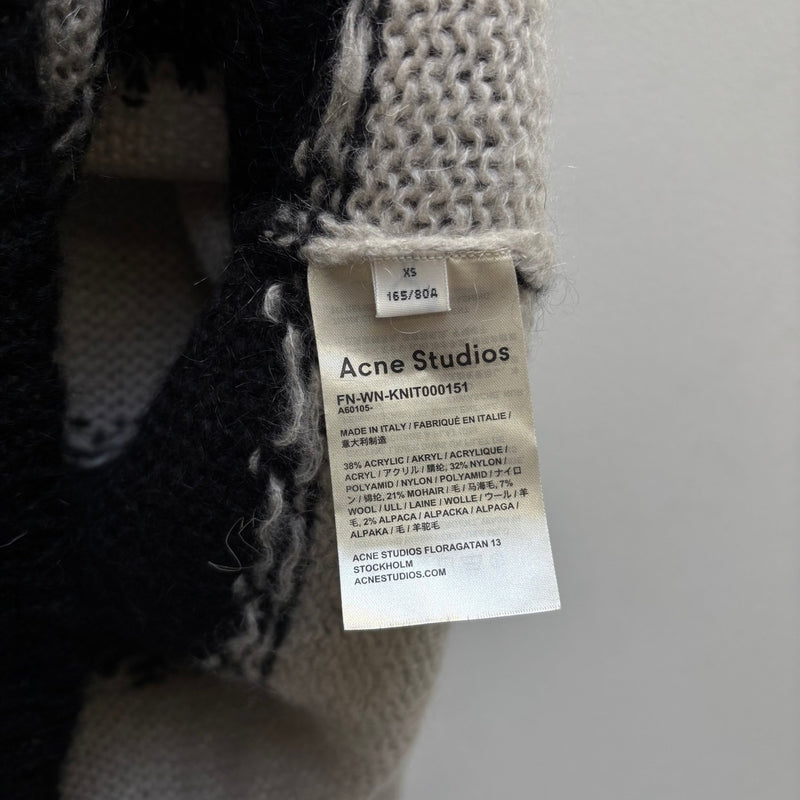 XS
165/80A
Acne Studios
FN-WN-KNIT000151
A60105-
MADE IN ITALY / FABRIQUÉ EN ITALIE /
意大利制造
38% ACRYLIC / AKRYL / ACRYLIQUE /
ACRYL / アクリル / 腈纶, 32% NYLON /
POLYAMID / NYLON / POLYAMID / ナイロ
ン / 锦纶, 21% MOHAIR / 毛 / 马海毛, 7%
WOOL / ULL / LAINE / WOLLE / ウール / 羊
毛, 2% ALPACA / ALPACKA / ALPAGA /
ALPAKA / 毛 / 羊驼毛
ACNE STUDIOS FLORAGATAN 13
STOCKHOLM
ACNESTUDIOS.COM